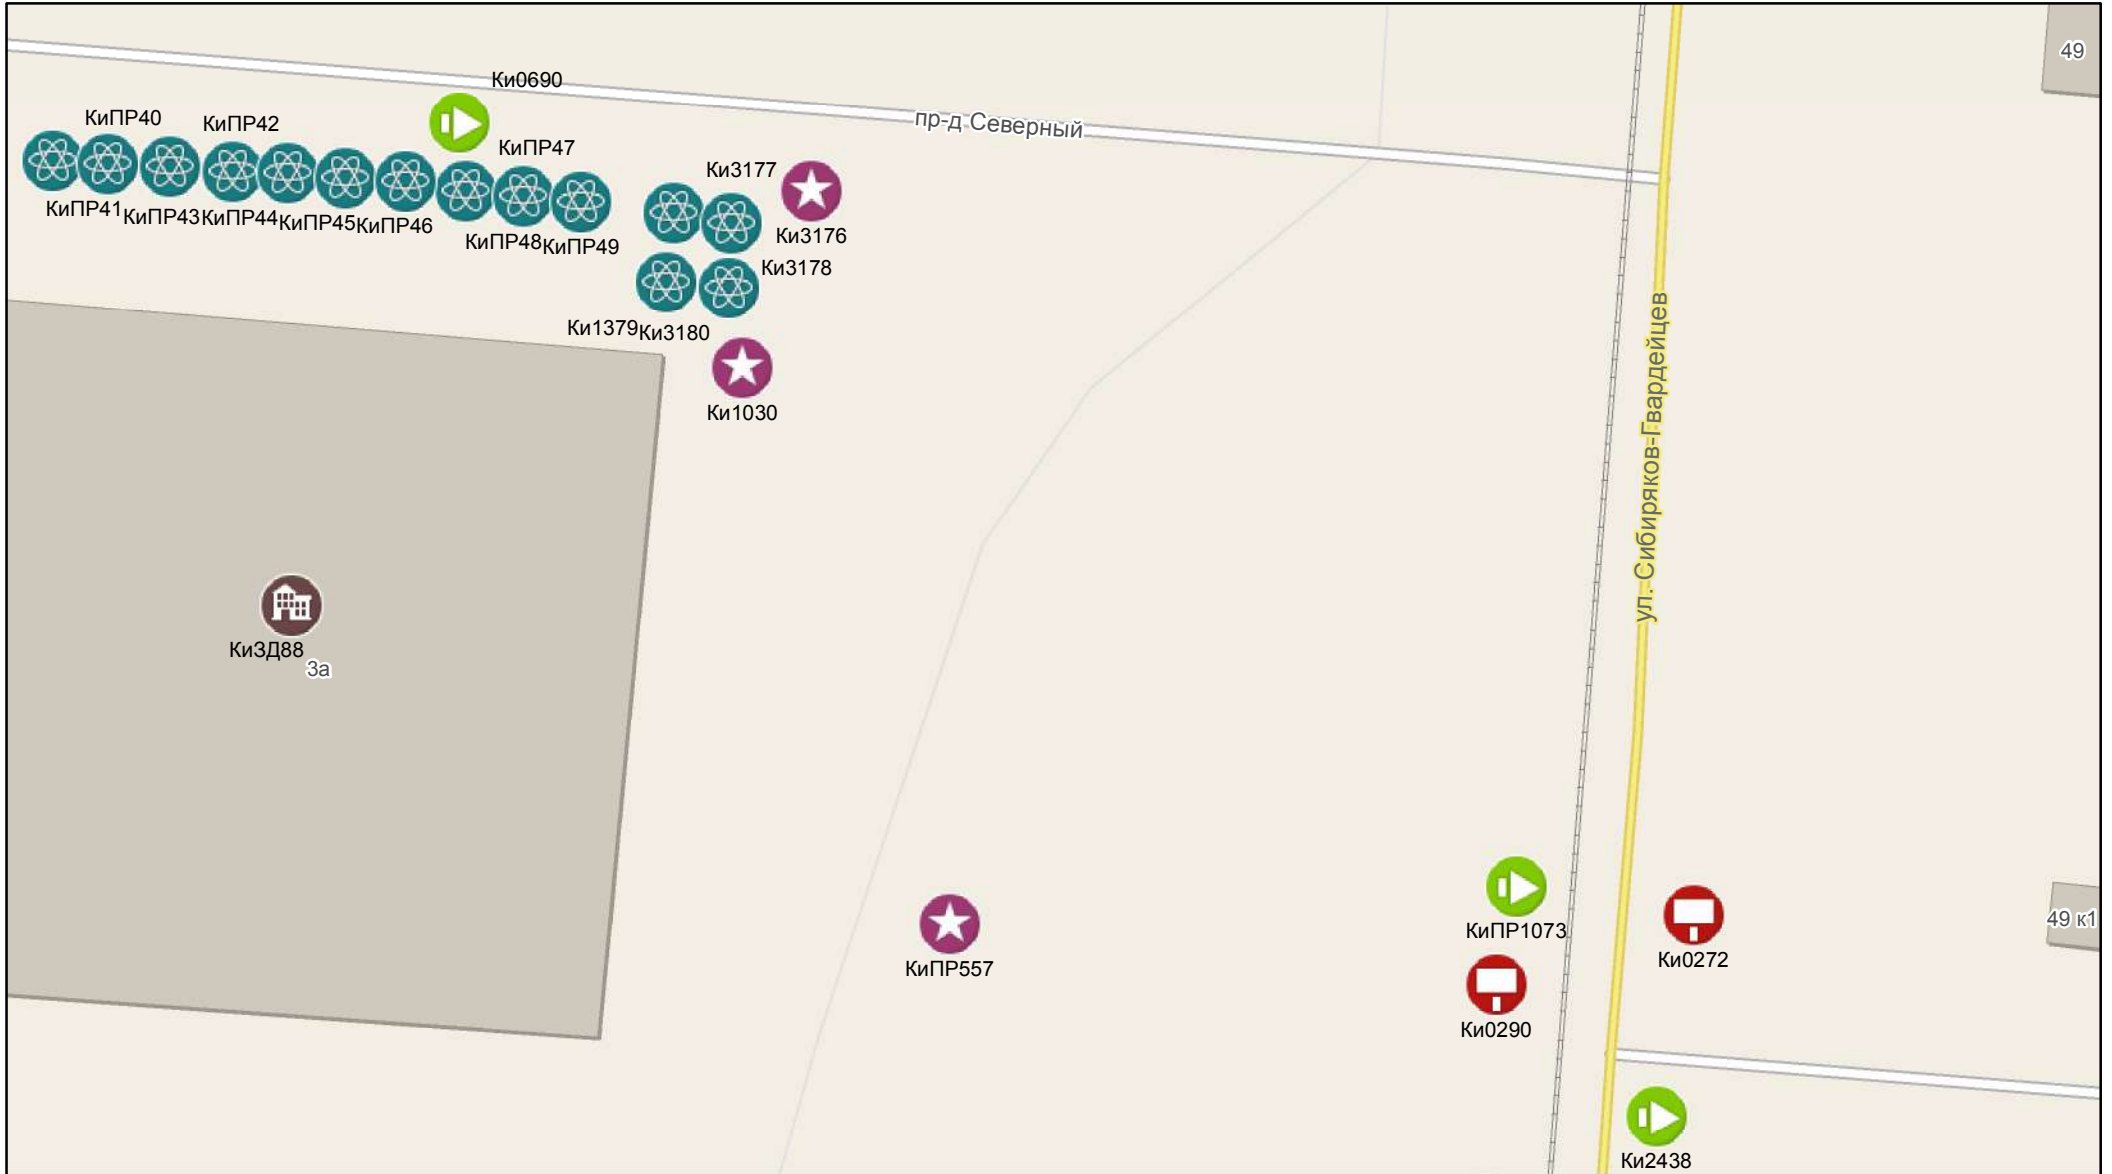 49
Ки0690
КиПР40
КиПР42
пр-д Северный
КиПР47
Ки3177
КиПР41
КиПР43
КиПР44
КиПР45
КиПР46
КиПР48
КиПР49
Ки3176
Ки3178
Ки1379
Ки3180
Ки1030
ул. Сибиряков-Гвардейцев
КиЗД88
3а
КиПР557
КиПР1073
49 к1
Ки0272
Ки0290
Ки2438